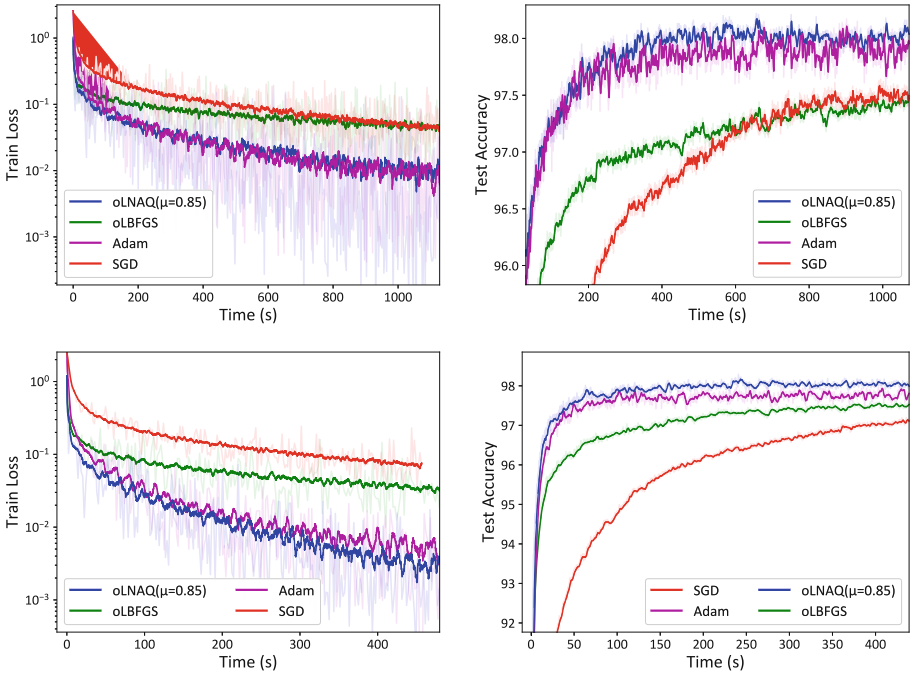 Train Loss
10⁰
10⁻¹
10⁻²
10⁻³
oLNAQ(μ=0.85)
oLBFGS
Adam
SGD
0 200 400 600 800 1000
Time (s)
Test Accuracy
98.0
97.5
97.0
96.5
96.0
oLNAQ(μ=0.85)
oLBFGS
Adam
SGD
200 400 600 800 1000
Time (s)
Train Loss
10⁰
10⁻¹
10⁻²
10⁻³
oLNAQ(μ=0.85) Adam
oLBFGS SGD
0 100 200 300 400
Time (s)
Test Accuracy
98
97
96
95
94
93
92
SGD oLNAQ(μ=0.85)
Adam oLBFGS
0 50 100 150 200 250 300 350 400
Time (s)